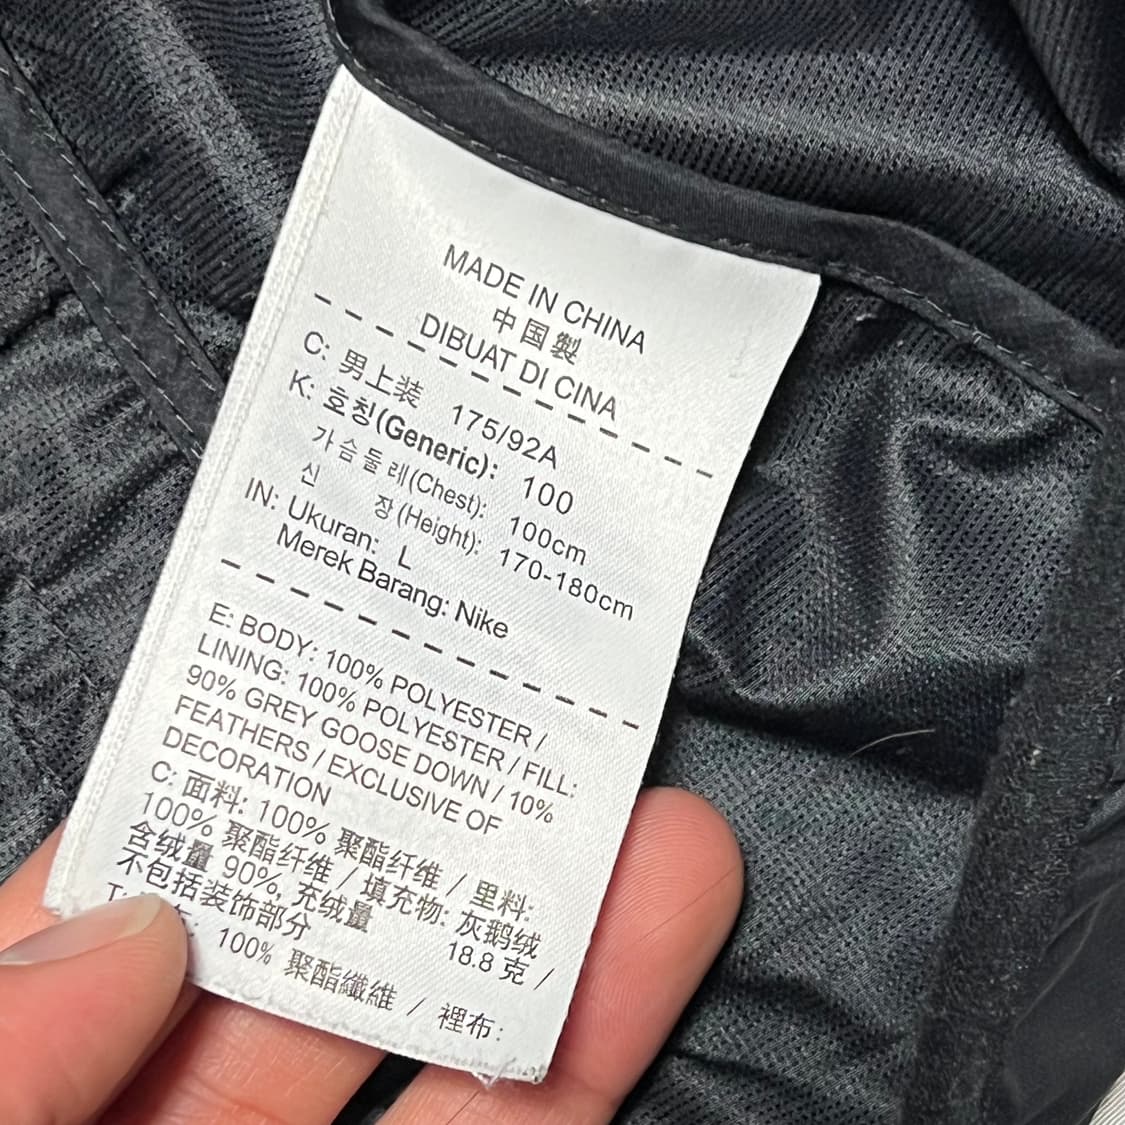 MADE IN CHINA
中国製
DIBUAT DI CINA
C: 男上装 175/92A
K: 호칭(Generic): 100
가슴둘레(Chest): 100cm
신 장(Height): 170-180cm
IN: Ukuran: L
Merek Barang: Nike
E: BODY: 100% POLYESTER /
LINING: 100% POLYESTER / FILL:
90% GREY GOOSE DOWN / 10%
FEATHERS / EXCLUSIVE OF
DECORATION
C: 面料: 100% 聚酯纤维 / 里料:
100% 聚酯纤维 / 填充物: 灰鹅绒
含绒量 90%, 充绒量 18.8 克 /
不包括装饰部分
: 100% 聚酯纖維 / 裡布: